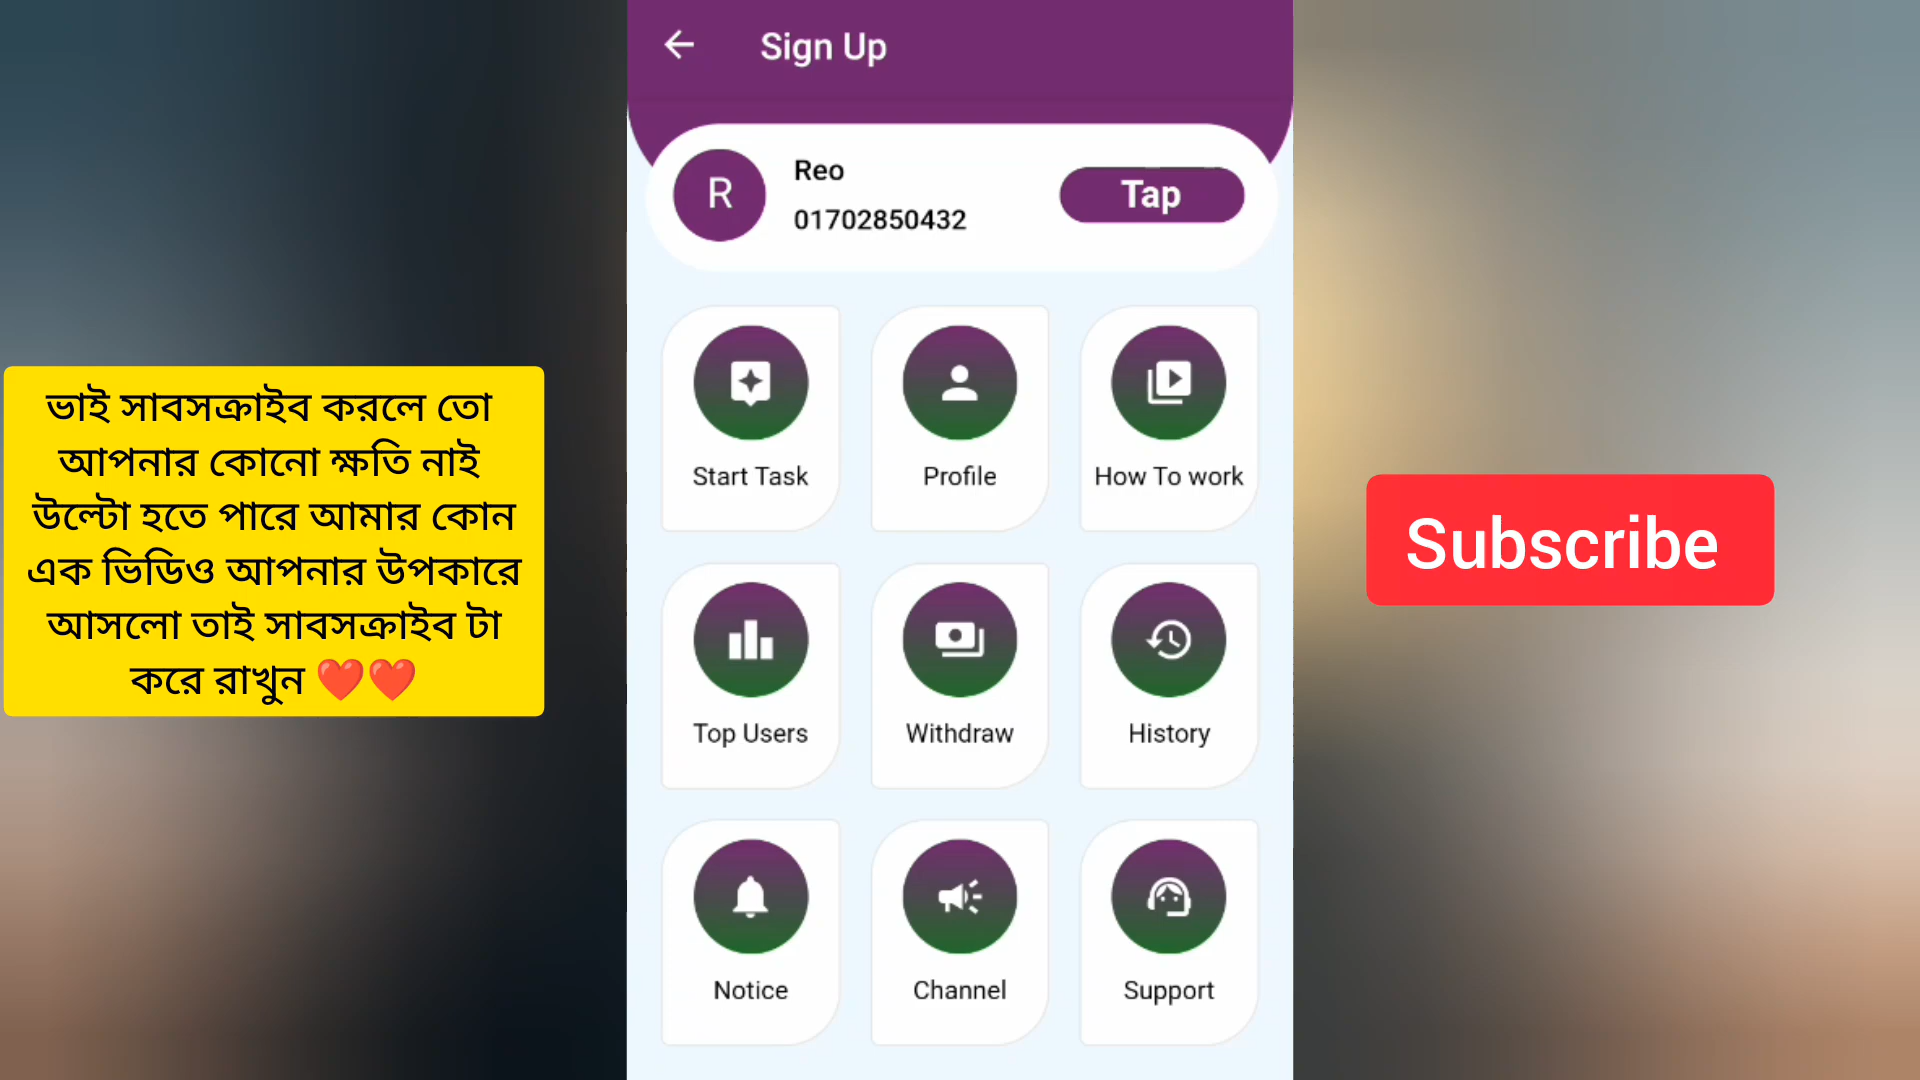 Sign Up
R
Reo
01702850432
Tap
Start Task
Profile
How To work
Top Users
Withdraw
History
Notice
Channel
Support
ভাই সাবসক্রাইব করলে তো
আপনার কোনো ক্ষতি নাই
উল্টো হতে পারে আমার কোন
এক ভিডিও আপনার উপকারে
আসলো তাই সাবসক্রাইব টা
করে রাখুন ❤️❤️
Subscribe